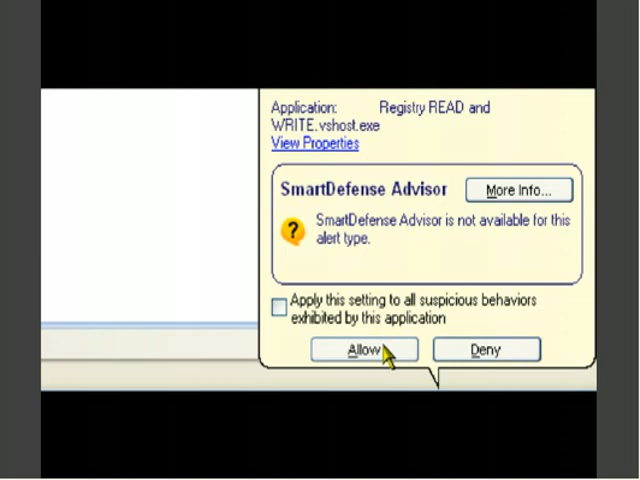 Application: Registry READ and
WRITE.vshost.exe
View Properties
SmartDefense Advisor More Info...
?
SmartDefense Advisor is not available for this
alert type.
Apply this setting to all suspicious behaviors
exhibited by this application
Allow Deny